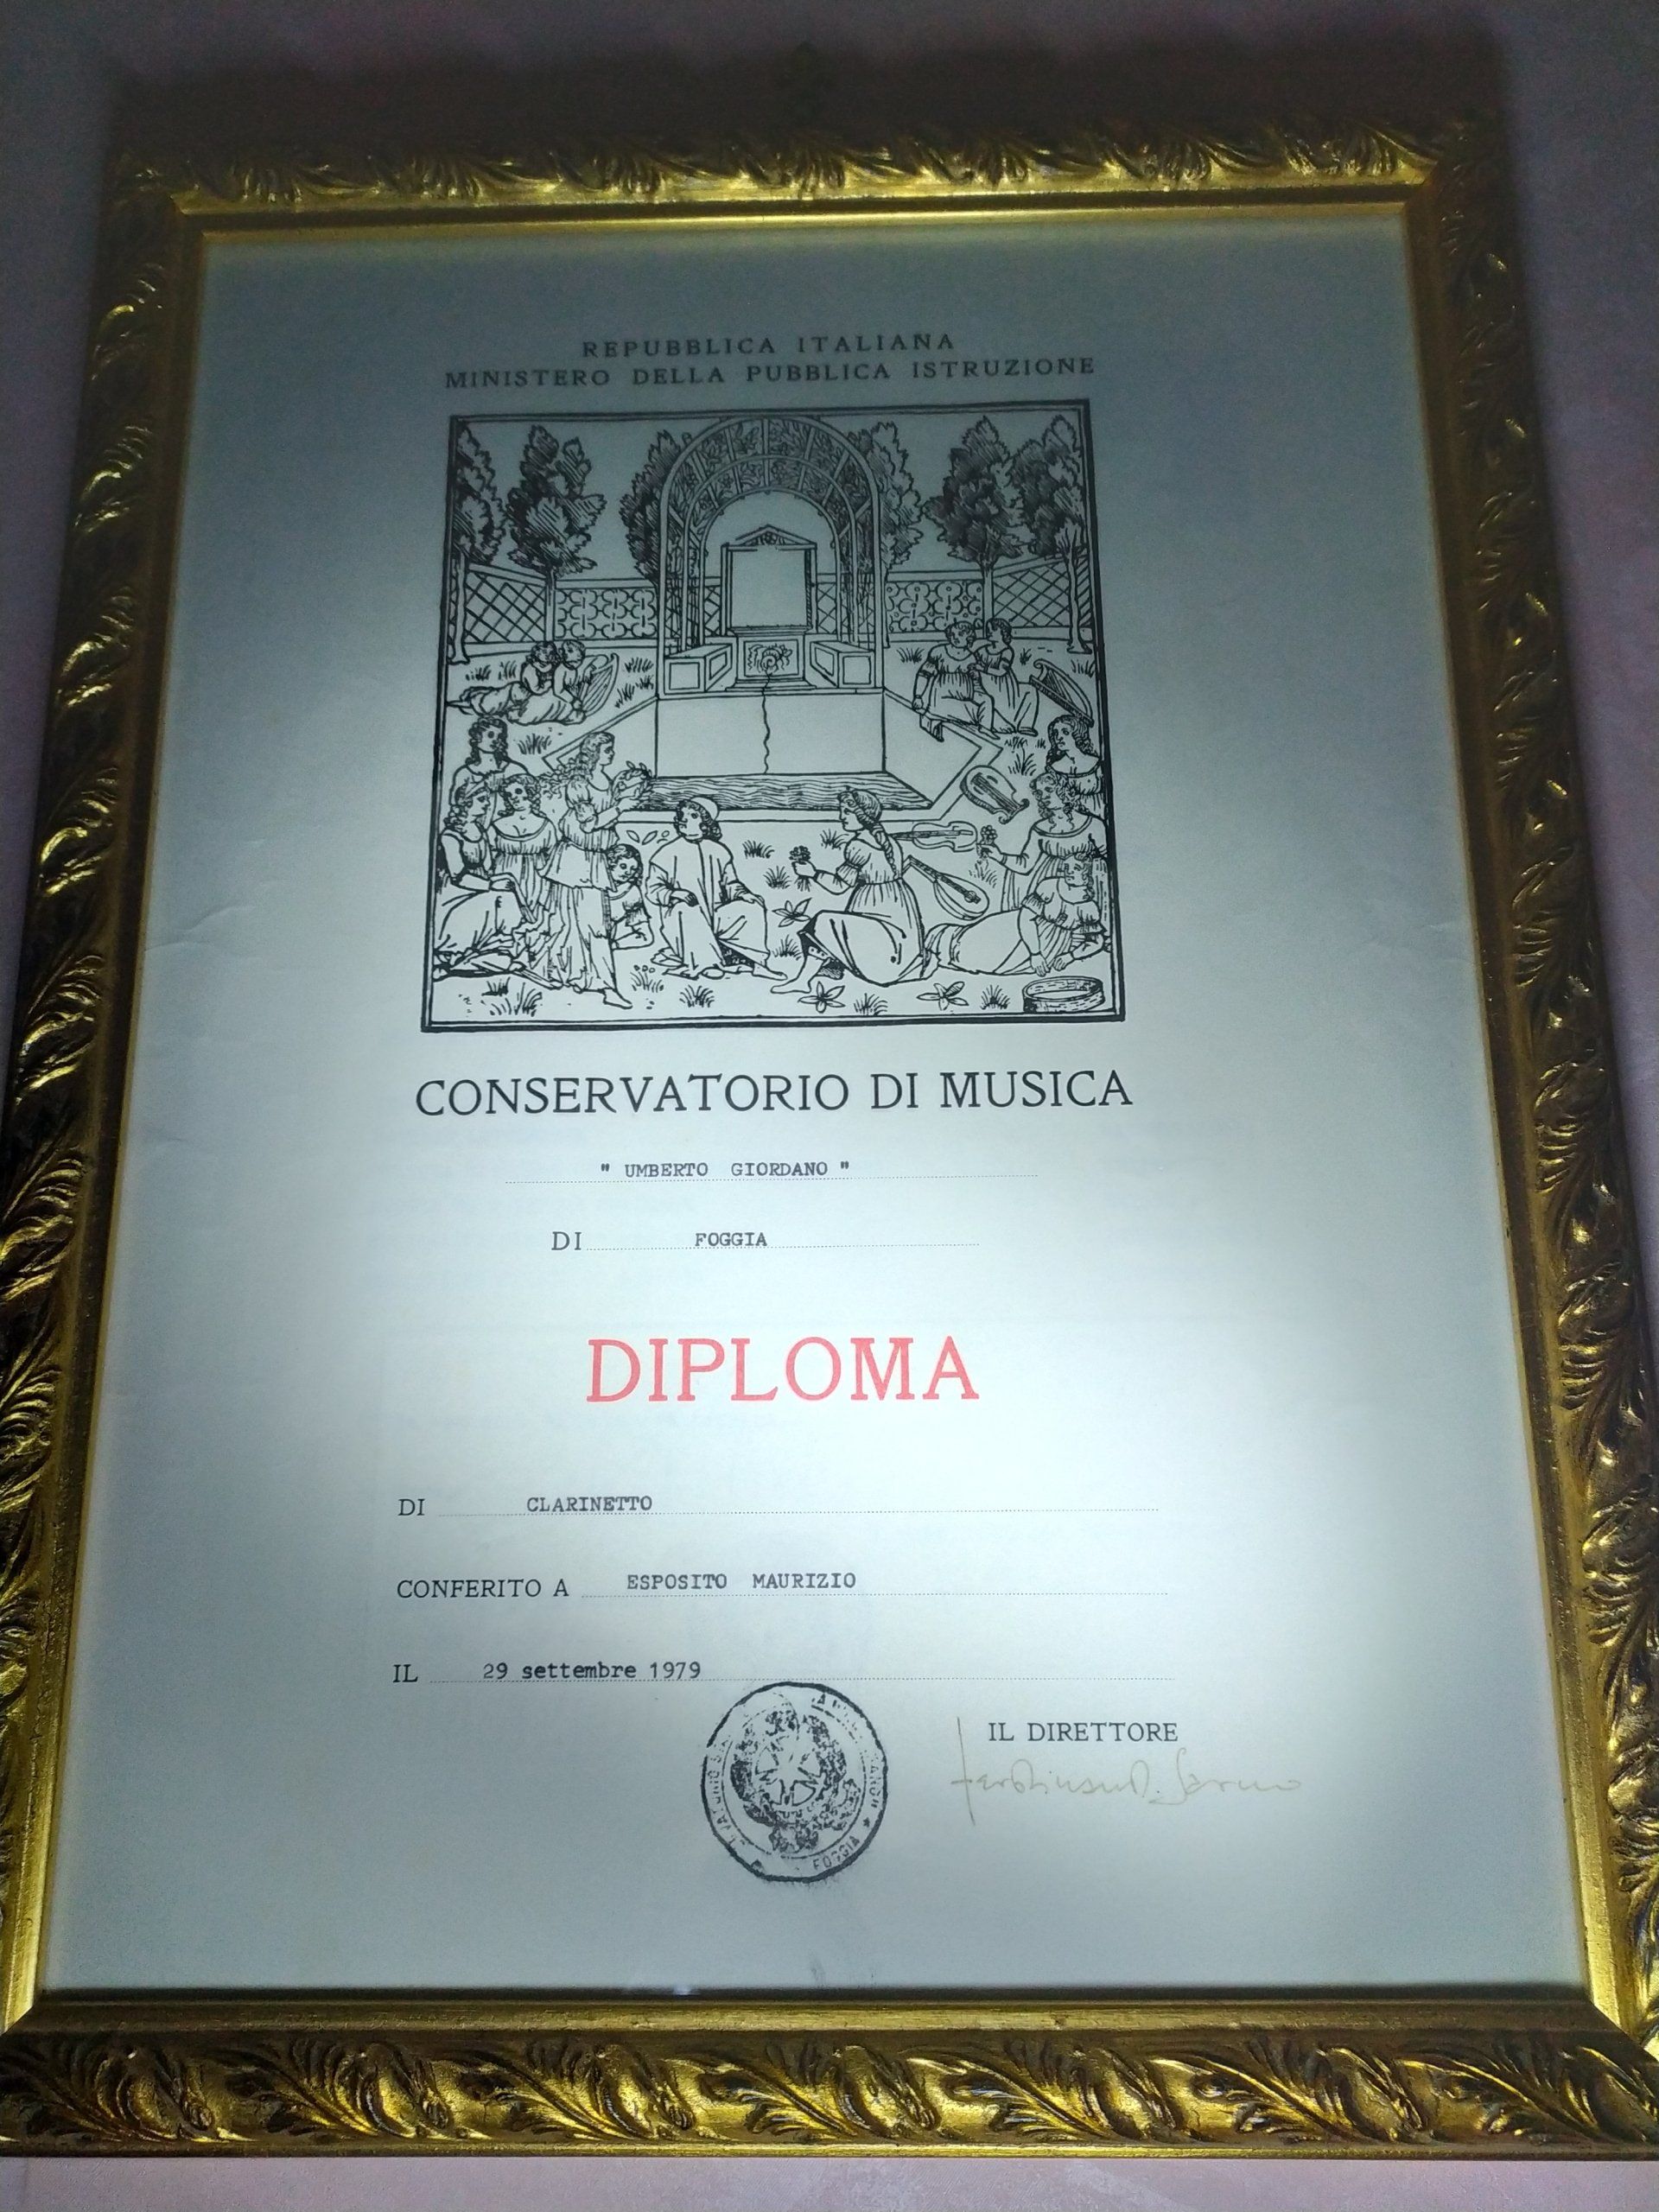 REPUBBLICA ITALIANA
MINISTERO DELLA PUBBLICA ISTRUZIONE
CONSERVATORIO DI MUSICA
" UMBERTO GIORDANO "
DI FOGGIA
DIPLOMA
DI CLARINETTO
CONFERITO A ESPOSITO MAURIZIO
IL 29 settembre 1979
IL DIRETTORE
FOGGIA